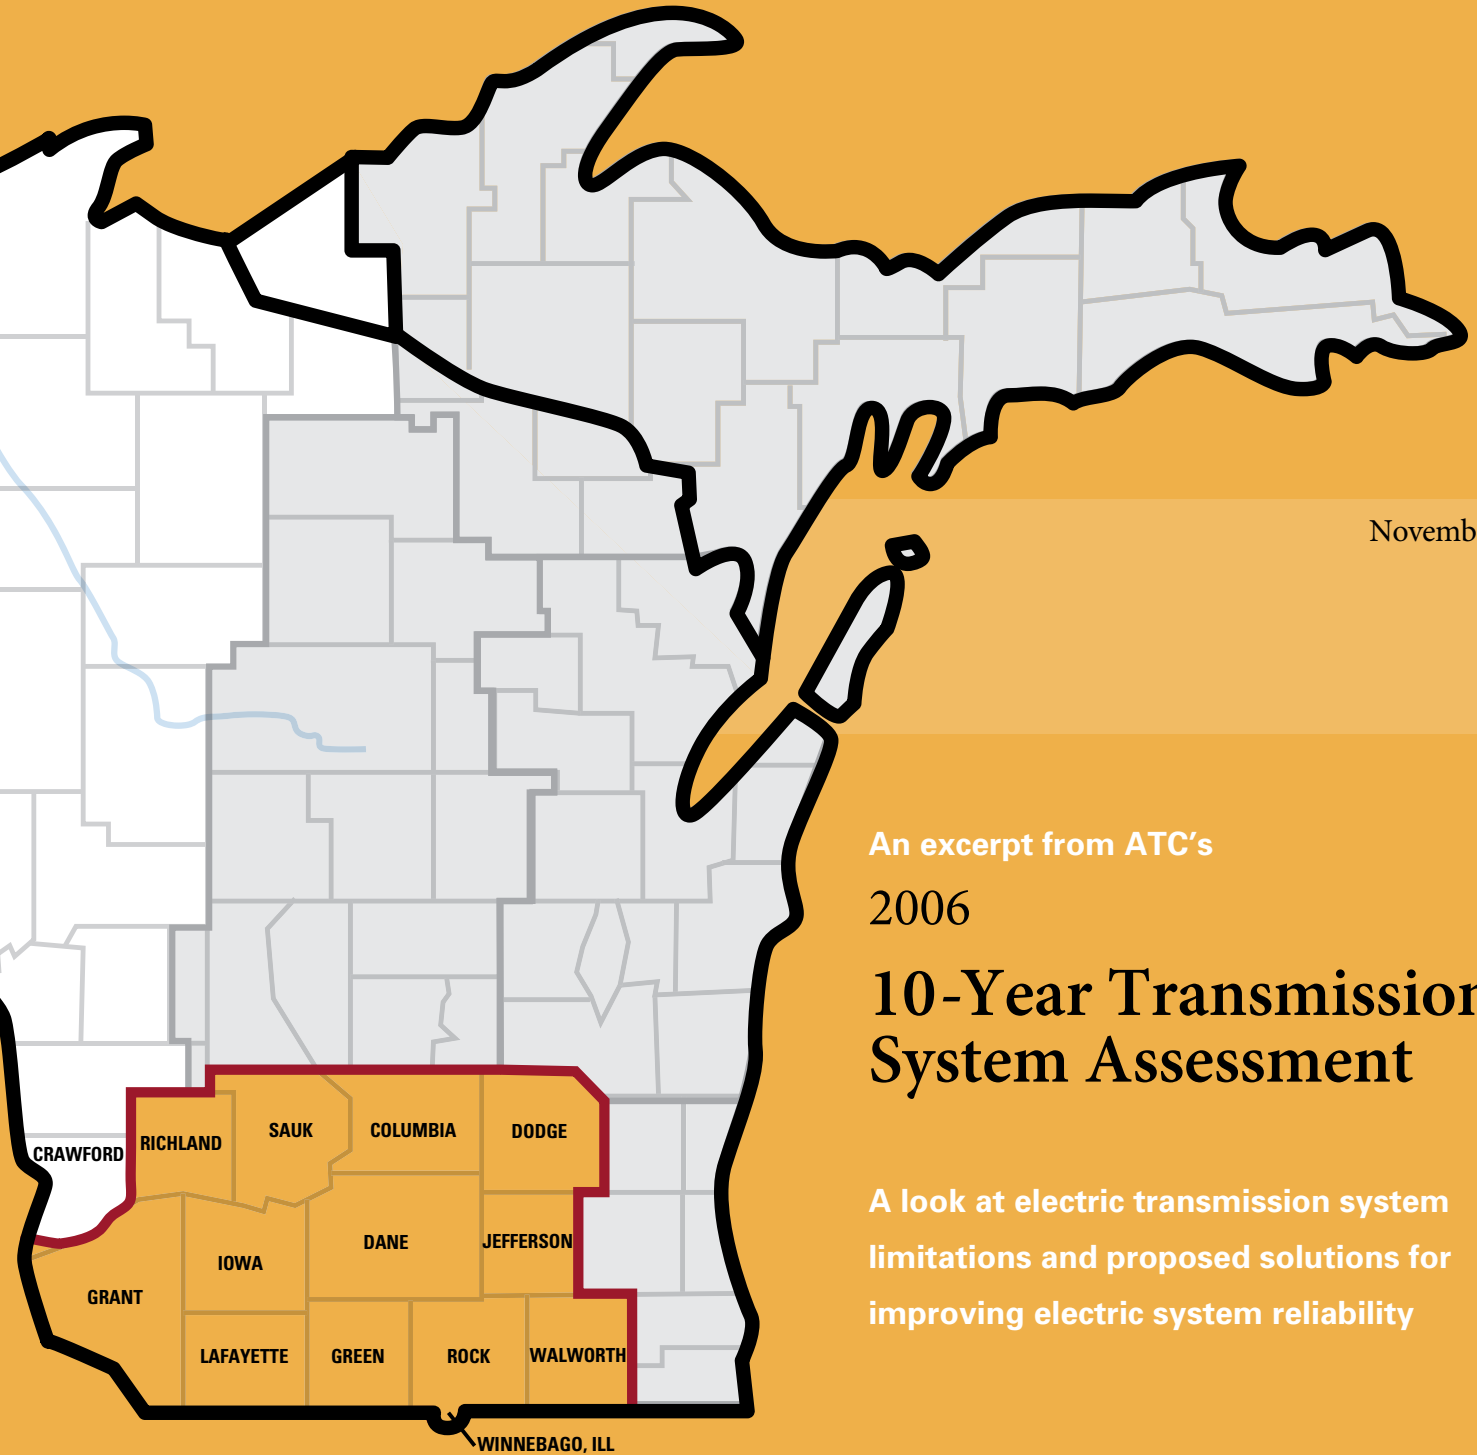 Novemb
An excerpt from ATC's
2006
10-Year Transmission
System Assessment
A look at electric transmission system
limitations and proposed solutions for
improving electric system reliability
CRAWFORD
RICHLAND
SAUK
COLUMBIA
DODGE
GRANT
IOWA
DANE
JEFFERSON
LAFAYETTE
GREEN
ROCK
WALWORTH
WINNEBAGO, ILL